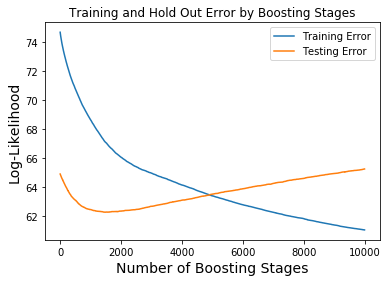 Training and Hold Out Error by Boosting Stages
Training Error
Testing Error
Log-Likelihood
74
72
70
68
66
64
62
0
2000
4000
6000
8000
10000
Number of Boosting Stages